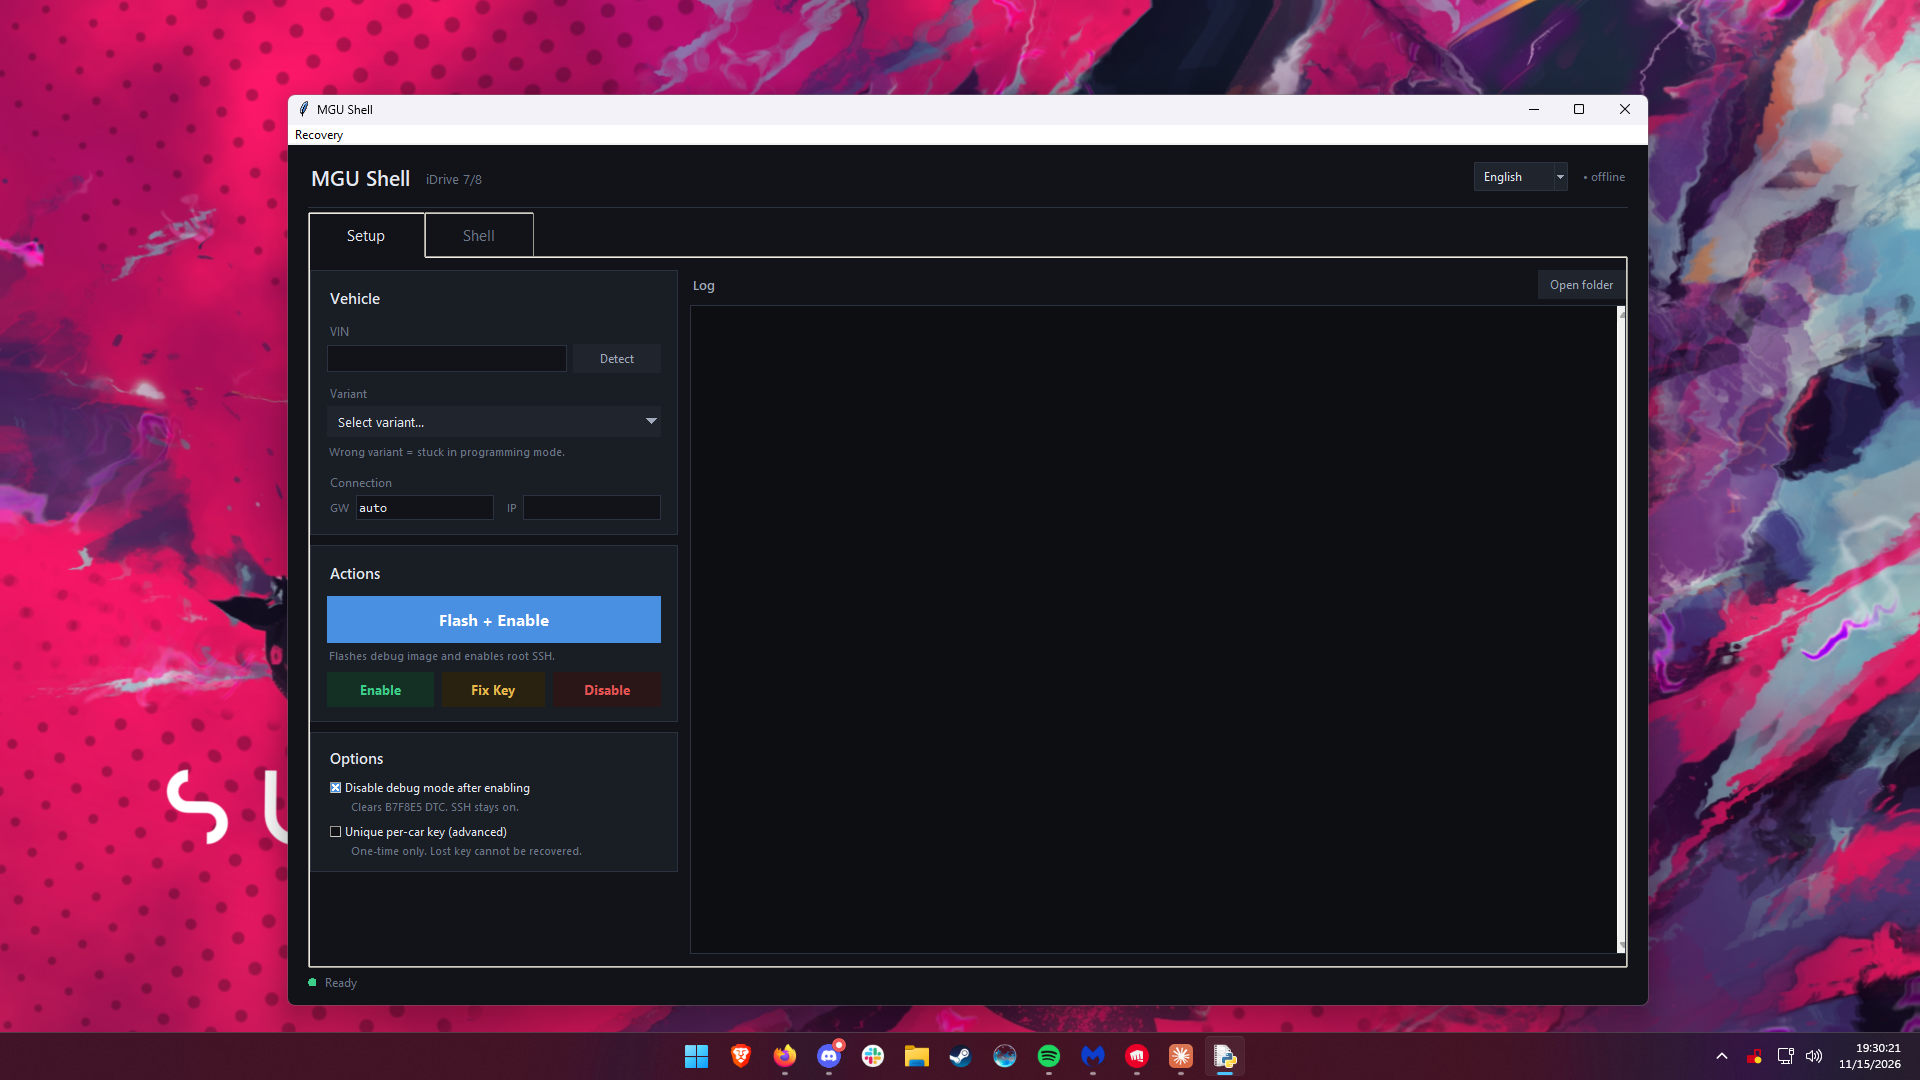 MGU Shell
Recovery
MGU Shell iDrive 7/8
English • offline
Setup Shell
Vehicle
VIN
Detect
Variant
Select variant...
Wrong variant = stuck in programming mode.
Connection
GW auto IP
Actions
Flash + Enable
Flashes debug image and enables root SSH.
Enable Fix Key Disable
Options
Disable debug mode after enabling
Clears B7F8E5 DTC. SSH stays on.
Unique per-car key (advanced)
One-time only. Lost key cannot be recovered.
Log Open folder
Ready
S
19:30:21
11/15/2026